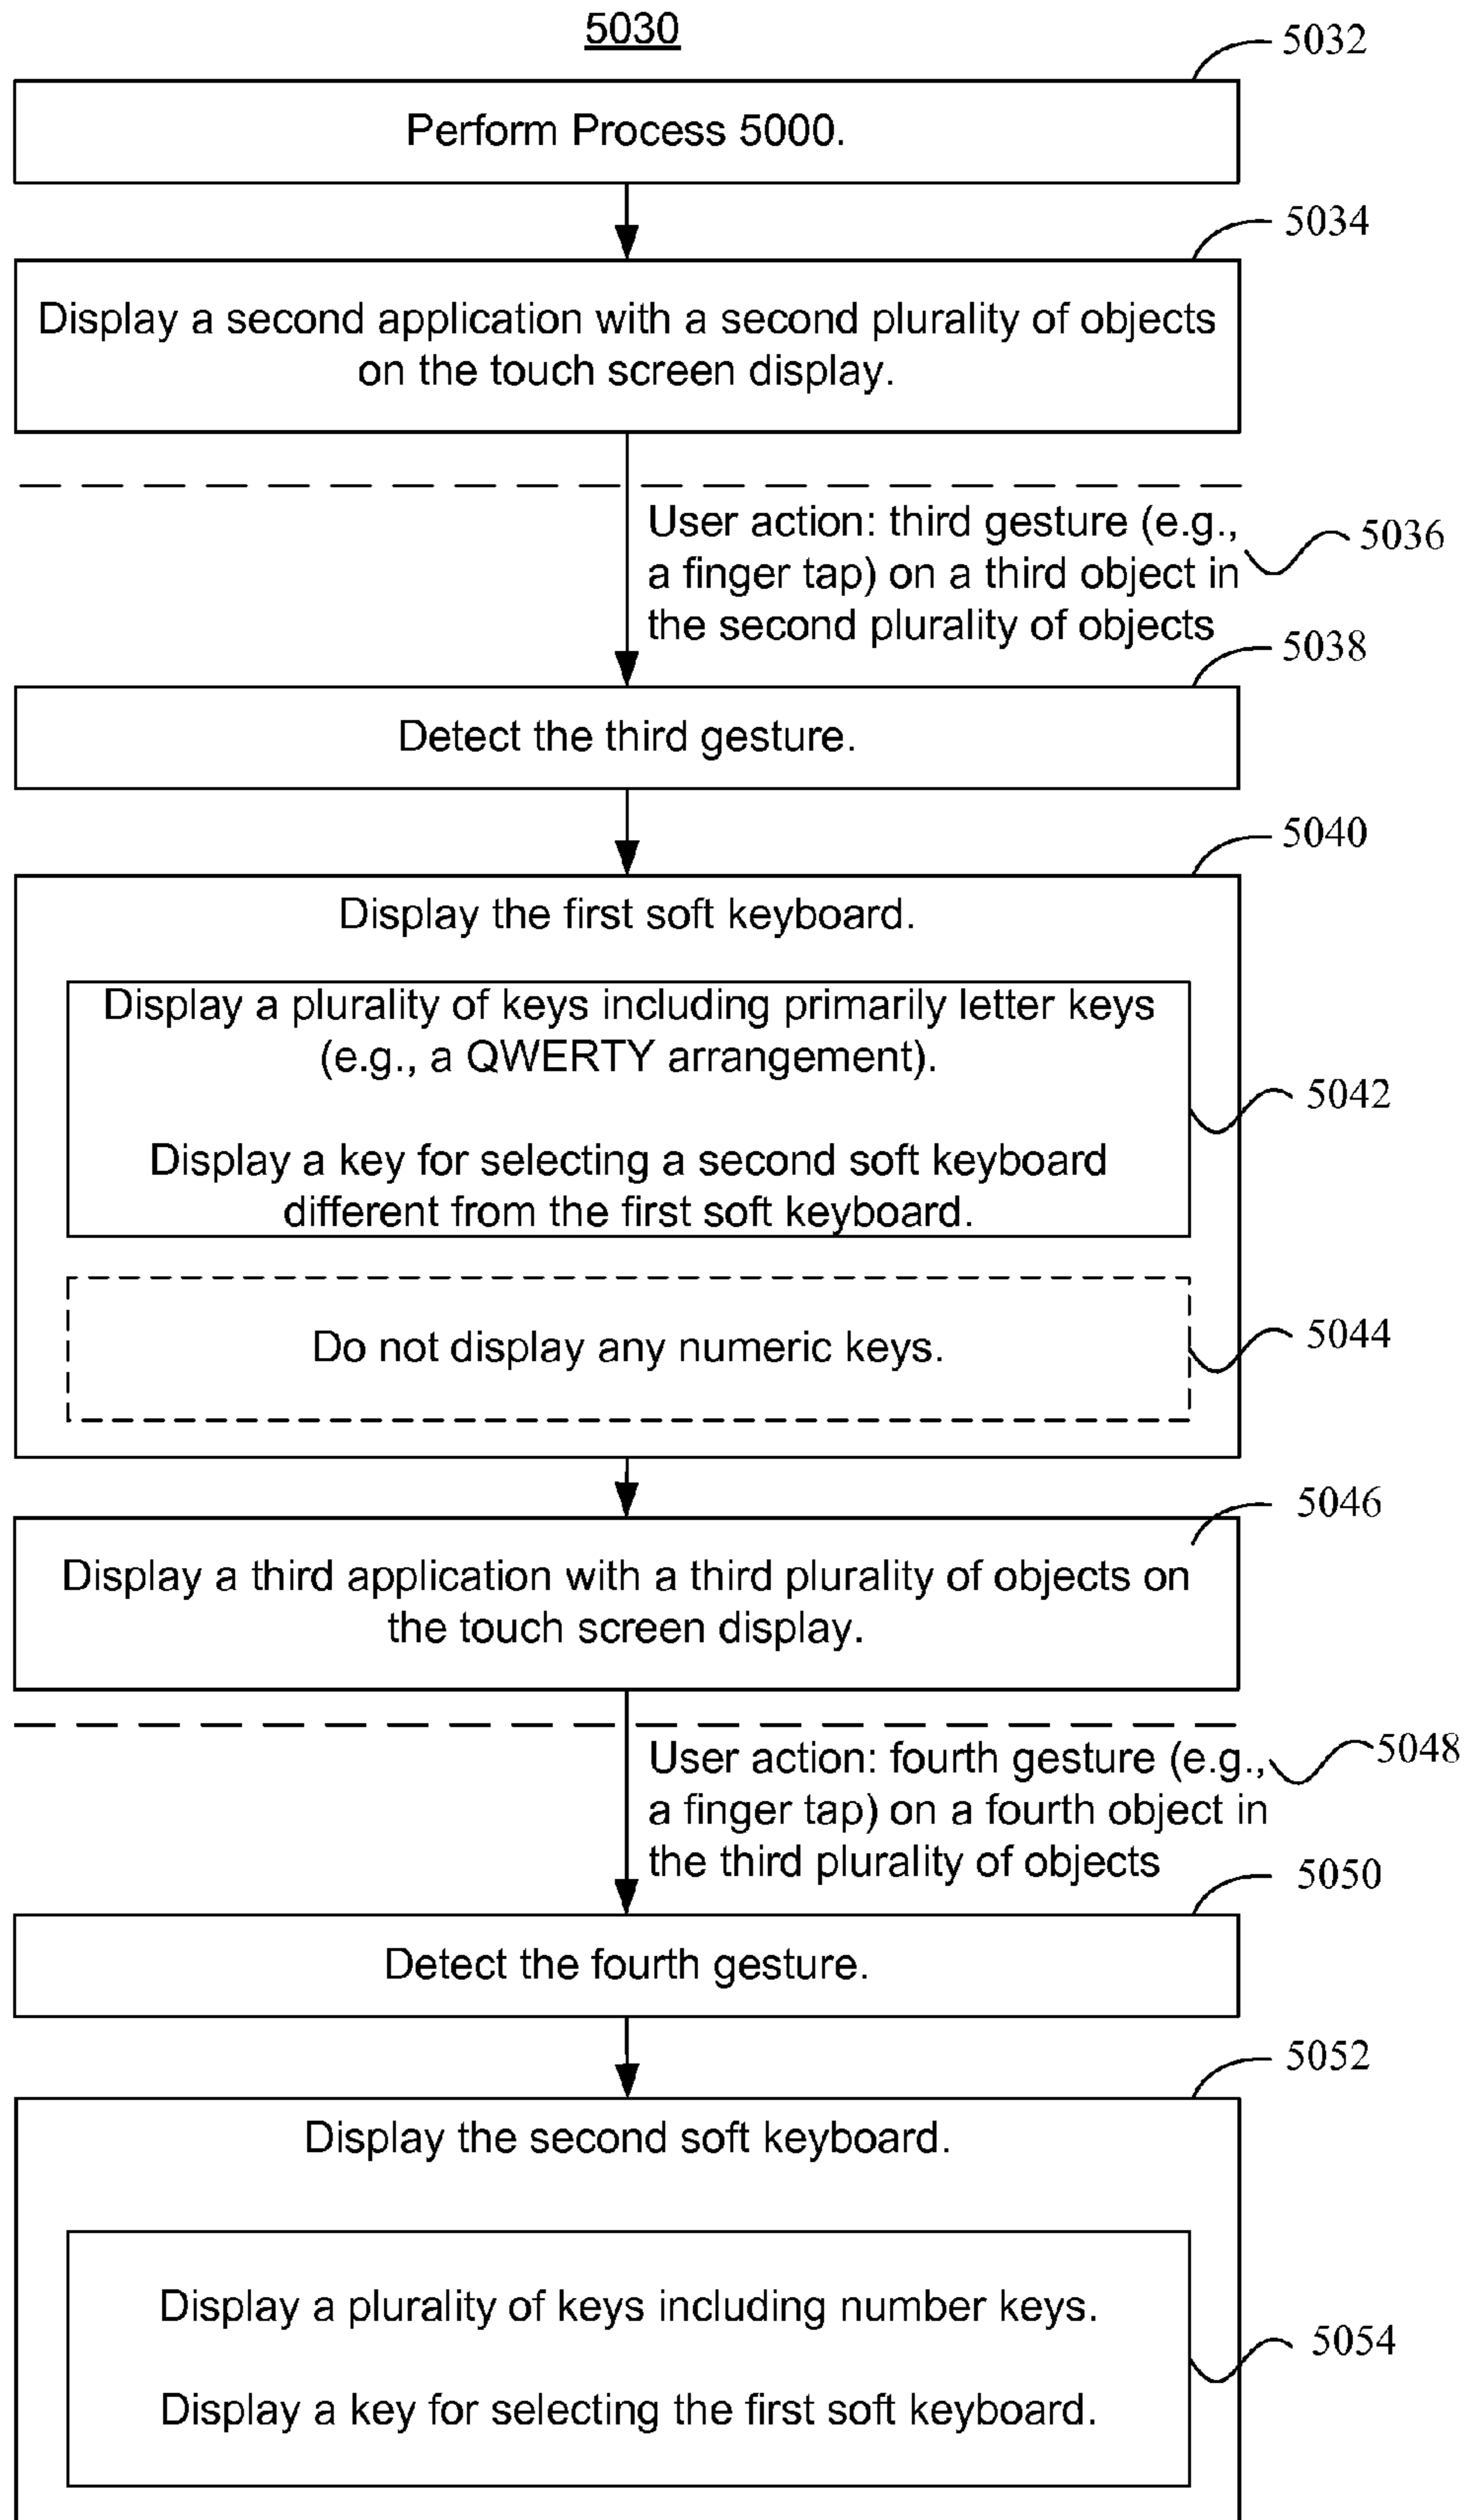 5030
5032
Perform Process 5000.
5034
Display a second application with a second plurality of objects
on the touch screen display.
User action: third gesture (e.g.,
a finger tap) on a third object in
the second plurality of objects
5036
5038
Detect the third gesture.
5040
Display the first soft keyboard.
Display a plurality of keys including primarily letter keys
(e.g., a QWERTY arrangement).
5042
Display a key for selecting a second soft keyboard
different from the first soft keyboard.
Do not display any numeric keys.
5044
5046
Display a third application with a third plurality of objects on
the touch screen display.
User action: fourth gesture (e.g.,
a finger tap) on a fourth object in
the third plurality of objects
5048
5050
Detect the fourth gesture.
5052
Display the second soft keyboard.
Display a plurality of keys including number keys.
5054
Display a key for selecting the first soft keyboard.